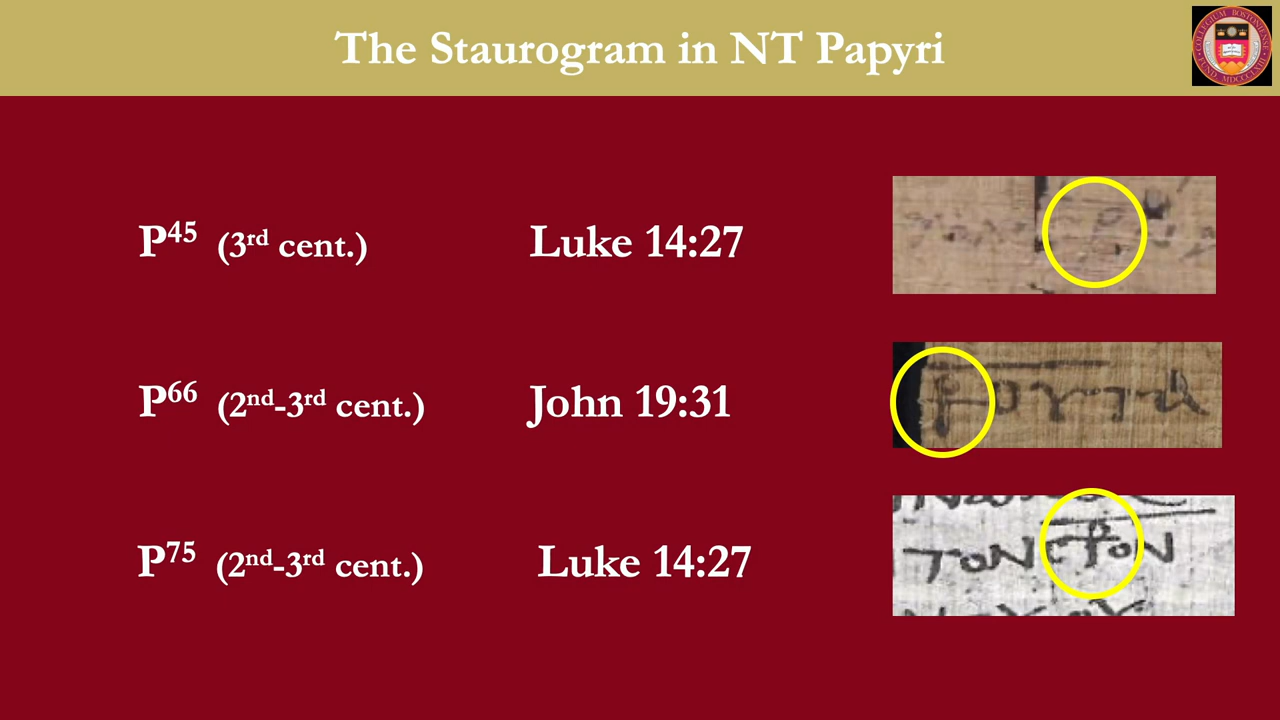 The Staurogram in NT Papyri
P45 (3rd cent.) Luke 14:27
P66 (2nd-3rd cent.) John 19:31
P75 (2nd-3rd cent.) Luke 14:27
ΤΟΝ